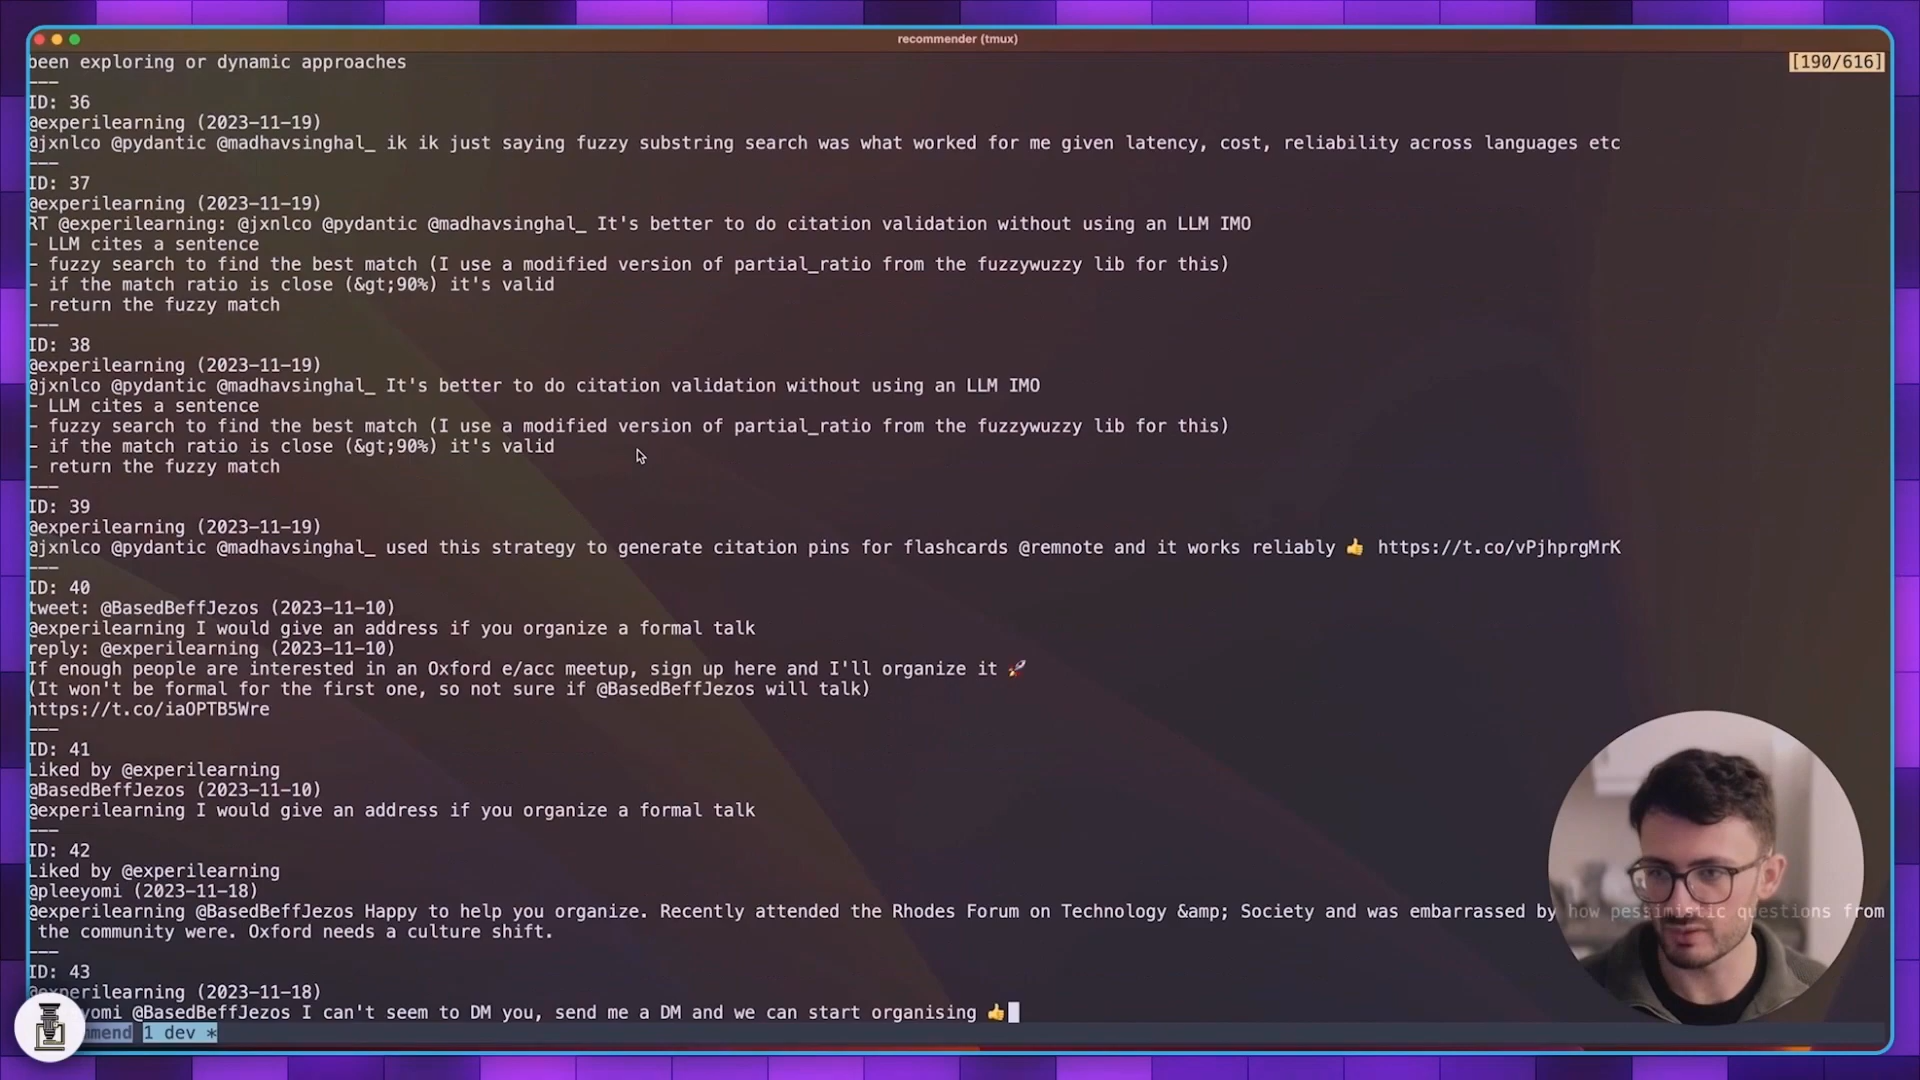 recommender (tmux)
been exploring or dynamic approaches
[190/616]
---
ID: 36
@experilearning (2023-11-19)
@jxnlco @pydantic @madhavsinghal_ ik ik just saying fuzzy substring search was what worked for me given latency, cost, reliability across languages etc
---
ID: 37
@experilearning (2023-11-19)
RT @experilearning: @jxnlco @pydantic @madhavsinghal_ It's better to do citation validation without using an LLM IMO
- LLM cites a sentence
- fuzzy search to find the best match (I use a modified version of partial_ratio from the fuzzywuzzy lib for this)
- if the match ratio is close (&gt;90%) it's valid
- return the fuzzy match
---
ID: 38
@experilearning (2023-11-19)
@jxnlco @pydantic @madhavsinghal_ It's better to do citation validation without using an LLM IMO
- LLM cites a sentence
- fuzzy search to find the best match (I use a modified version of partial_ratio from the fuzzywuzzy lib for this)
- if the match ratio is close (&gt;90%) it's valid
- return the fuzzy match
---
ID: 39
@experilearning (2023-11-19)
@jxnlco @pydantic @madhavsinghal_ used this strategy to generate citation pins for flashcards @remnote and it works reliably 👍 https://t.co/vPjhprgMrK
---
ID: 40
tweet: @BasedBeffJezos (2023-11-10)
@experilearning I would give an address if you organize a formal talk
reply: @experilearning (2023-11-10)
If enough people are interested in an Oxford e/acc meetup, sign up here and I'll organize it 🚀
(It won't be formal for the first one, so not sure if @BasedBeffJezos will talk)
https://t.co/iaOPTB5Wre
---
ID: 41
Liked by @experilearning
@BasedBeffJezos (2023-11-10)
@experilearning I would give an address if you organize a formal talk
---
ID: 42
Liked by @experilearning
@pleeyomi (2023-11-18)
@experilearning @BasedBeffJezos Happy to help you organize. Recently attended the Rhodes Forum on Technology &amp; Society and was embarrassed by how pessimistic questions from
the community were. Oxford needs a culture shift.
---
ID: 43
@experilearning (2023-11-18)
yomi @BasedBeffJezos I can't seem to DM you, send me a DM and we can start organising 👍
mmend 1 dev *